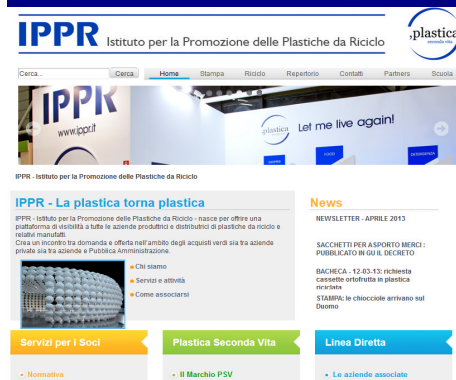 IPPR Istituto per la Promozione delle Plastiche da Riciclo
plastica
seconda vita
Cerca...
Cerca
Home
Stampa
Riciclo
Repertorio
Contatti
Partners
Scuola
IPPR
www.ippr.it
plastica
Let me live again!
FOOD
IPPR - Istituto per la Promozione delle Plastiche da Riciclo
IPPR - La plastica torna plastica
IPPR - Istituto per la Promozione delle Plastiche da Riciclo - nasce per offrire una
piattaforma di visibilità a tutte le aziende produttrici e distributrici di plastiche da riciclo e
relativi manufatti.
Crea un incontro tra domanda e offerta nell'ambito degli acquisti verdi sia tra aziende
private sia tra aziende e Pubblica Amministrazione.
Chi siamo
Servizi e attività
Come associarsi
News
NEWSLETTER - APRILE 2013
SACCHETTI PER ASPORTO MERCI :
PUBBLICATO IN GU IL DECRETO
BACHECA - 12-03-13: richiesta
cassette ortofrutta in plastica
riciclata
STAMPA: le chiocciole arrivano sul
Duomo
Servizi per i Soci
Normativa
Plastica Seconda Vita
Il Marchio PSV
Linea Diretta
Le aziende associate